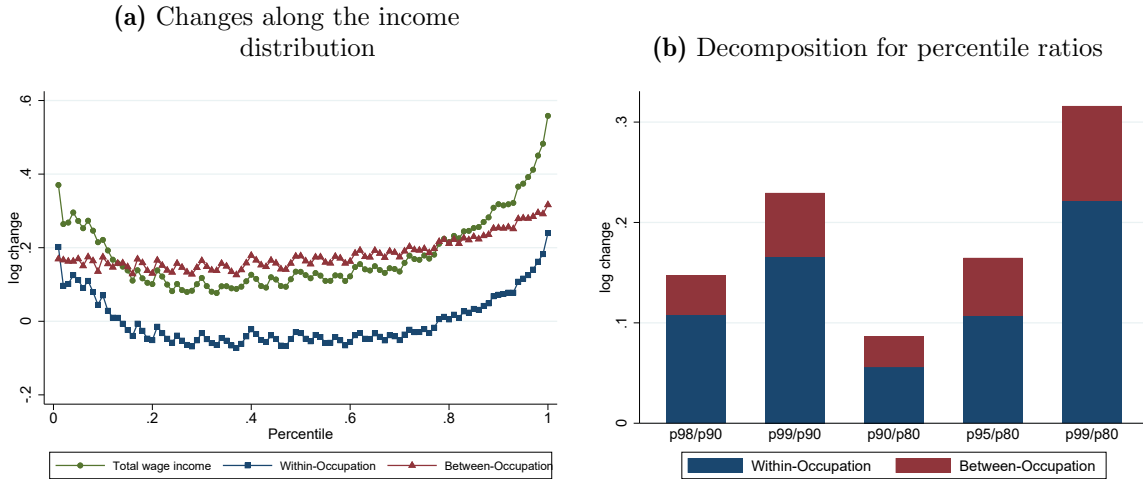 (a) Changes along the income
distribution
log change
.6
.4
.2
0
-.2
0
.2
.4
.6
.8
1
Percentile
Total wage income
Within-Occupation
Between-Occupation
(b) Decomposition for percentile ratios
log change
.3
.2
.1
0
p98/p90
p99/p90
p90/p80
p95/p80
p99/p80
Within-Occupation
Between-Occupation